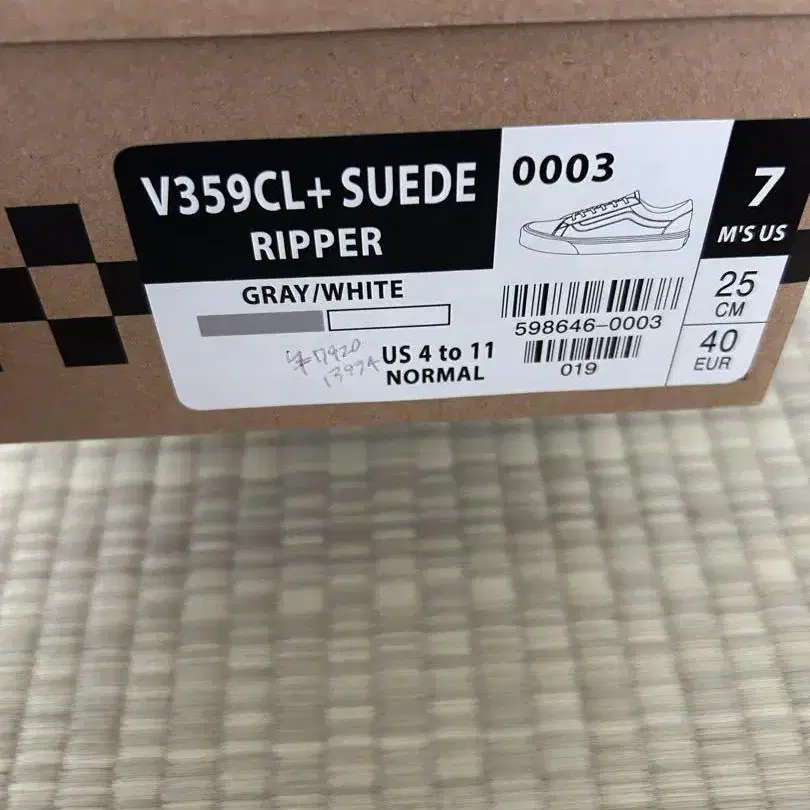 V359CL+ SUEDE
RIPPER
GRAY/WHITE
US 4 to 11
NORMAL
0003
598646-0003
019
7
M'S US
25
CM
40
EUR